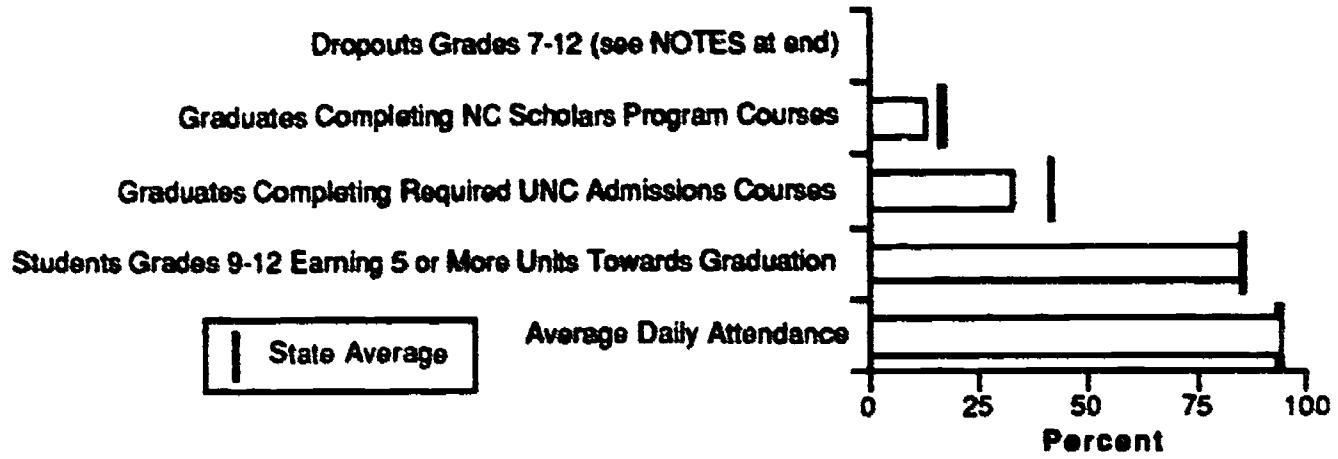 Dropouts Grades 7-12 (see NOTES at end)
Graduates Completing NC Scholars Program Courses
Graduates Completing Required UNC Admissions Courses
Students Grades 9-12 Earning 5 or More Units Towards Graduation
Average Daily Attendance
State Average
0 25 50 75 100
Percent